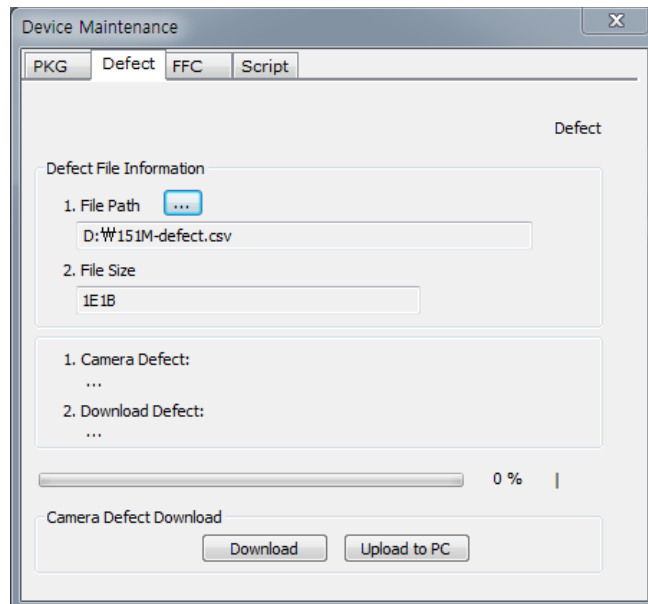 Device Maintenance
PKG Defect FFC Script
Defect
Defect File Information
1. File Path ...
D:₩151M-defect.csv
2. File Size
1E1B
1. Camera Defect:
...
2. Download Defect:
...
0 %
Camera Defect Download
Download Upload to PC